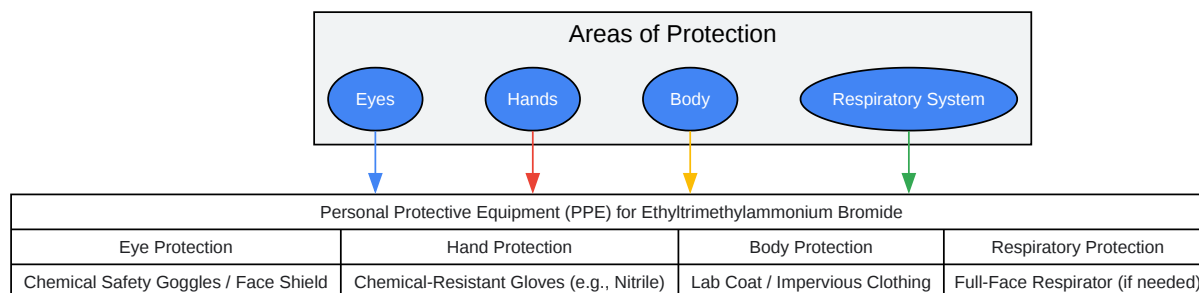 Areas of Protection
Eyes Hands Body Respiratory System
Personal Protective Equipment (PPE) for Ethyltrimethylammonium Bromide
Eye Protection Hand Protection Body Protection Respiratory Protection
Chemical Safety Goggles / Face Shield Chemical-Resistant Gloves (e.g., Nitrile) Lab Coat / Impervious Clothing Full-Face Respirator (if needed)